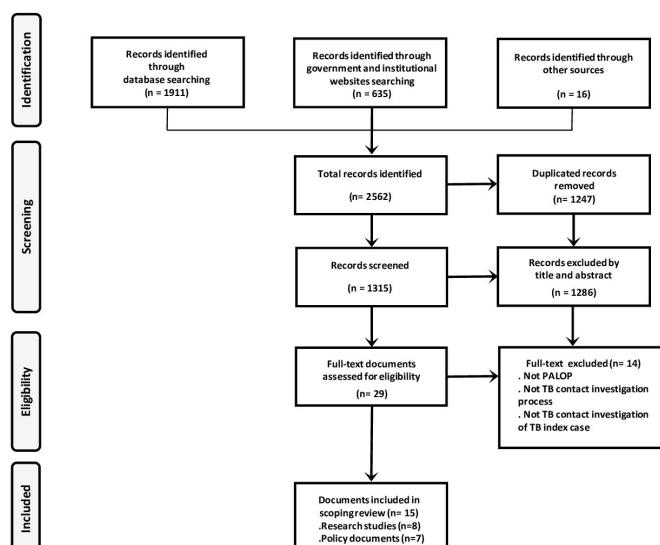 Identification
Records identified
through
database searching
(n = 1911)
Records identified through
government and institutional
websites searching
(n = 635)
Records identified through
other sources
(n = 16)
Screening
Total records identified
(n= 2562)
Duplicated records
removed
(n= 1247)
Records screened
(n = 1315)
Records excluded by
title and abstract
(n = 1286)
Eligibility
Full-text documents
assessed for eligibility
(n= 29)
Full-text excluded (n= 14)
. Not PALOP
. Not TB contact investigation
process
. Not TB contact investigation
of TB index case
Included
Documents included in
scoping review (n= 15)
.Research studies (n=8)
.Policy documents (n=7)